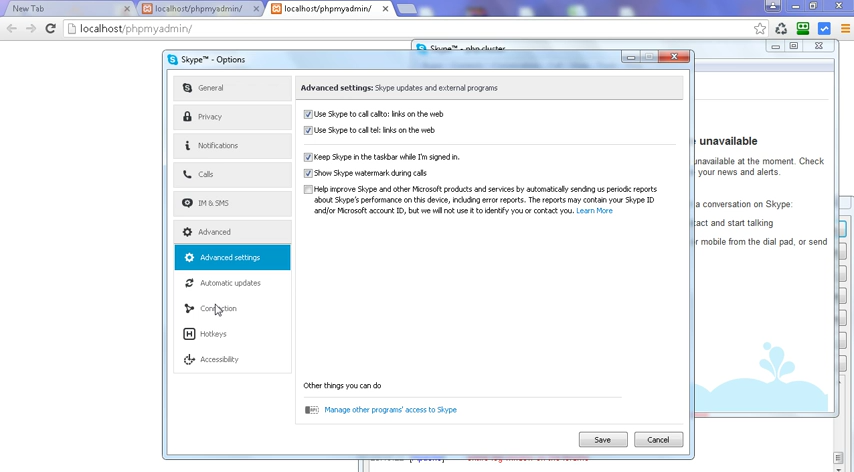 New Tab
localhost/phpmyadmin/
localhost/phpmyadmin/
localhost/phpmyadmin/
Skype™ - php cluster
Skype™ - Options
General
Privacy
Notifications
Calls
IM & SMS
Advanced
Advanced settings
Automatic updates
Connection
Hotkeys
Accessibility
Advanced settings: Skype updates and external programs
Use Skype to call callto: links on the web
Use Skype to call tel: links on the web
Keep Skype in the taskbar while I'm signed in.
Show Skype watermark during calls
Help improve Skype and other Microsoft products and services by automatically sending us periodic reports
about Skype's performance on this device, including error reports. The reports may contain your Skype ID
and/or Microsoft account ID, but we will not use it to identify you or contact you. Learn More
Other things you can do
Manage other programs' access to Skype
Save
Cancel
e unavailable
unavailable at the moment. Check
your news and alerts.
a conversation on Skype:
tact and start talking
or mobile from the dial pad, or send